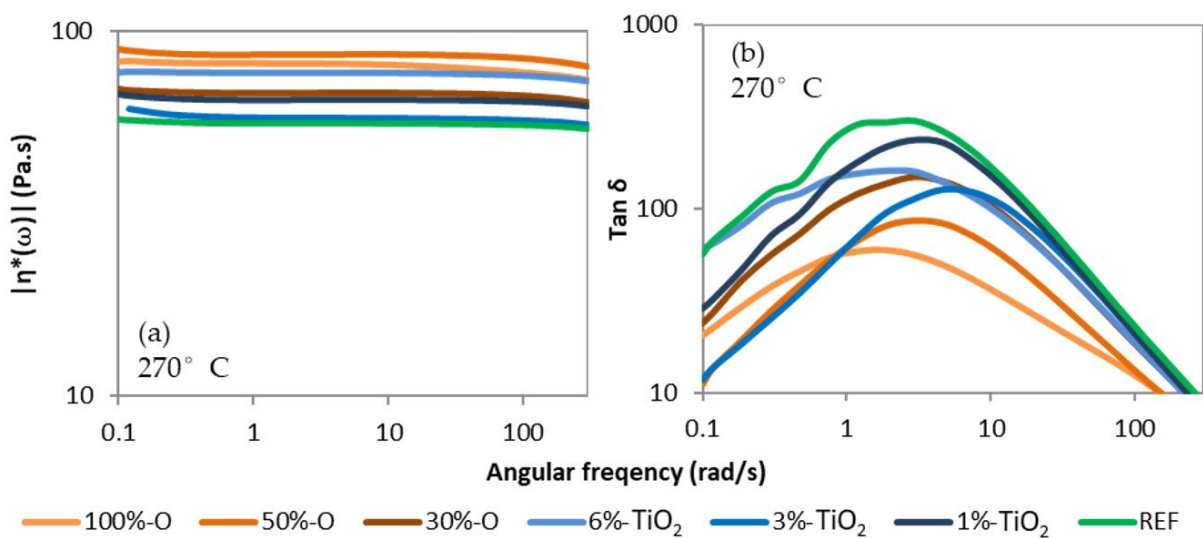 |η*(ω)| (Pa.s)
100
10
(a)
270° C
0.1 1 10 100
Tan δ
1000
100
10
(b)
270° C
0.1 1 10 100
Angular freqency (rad/s)
100%-O 50%-O 30%-O 6%-TiO₂ 3%-TiO₂ 1%-TiO₂ REF